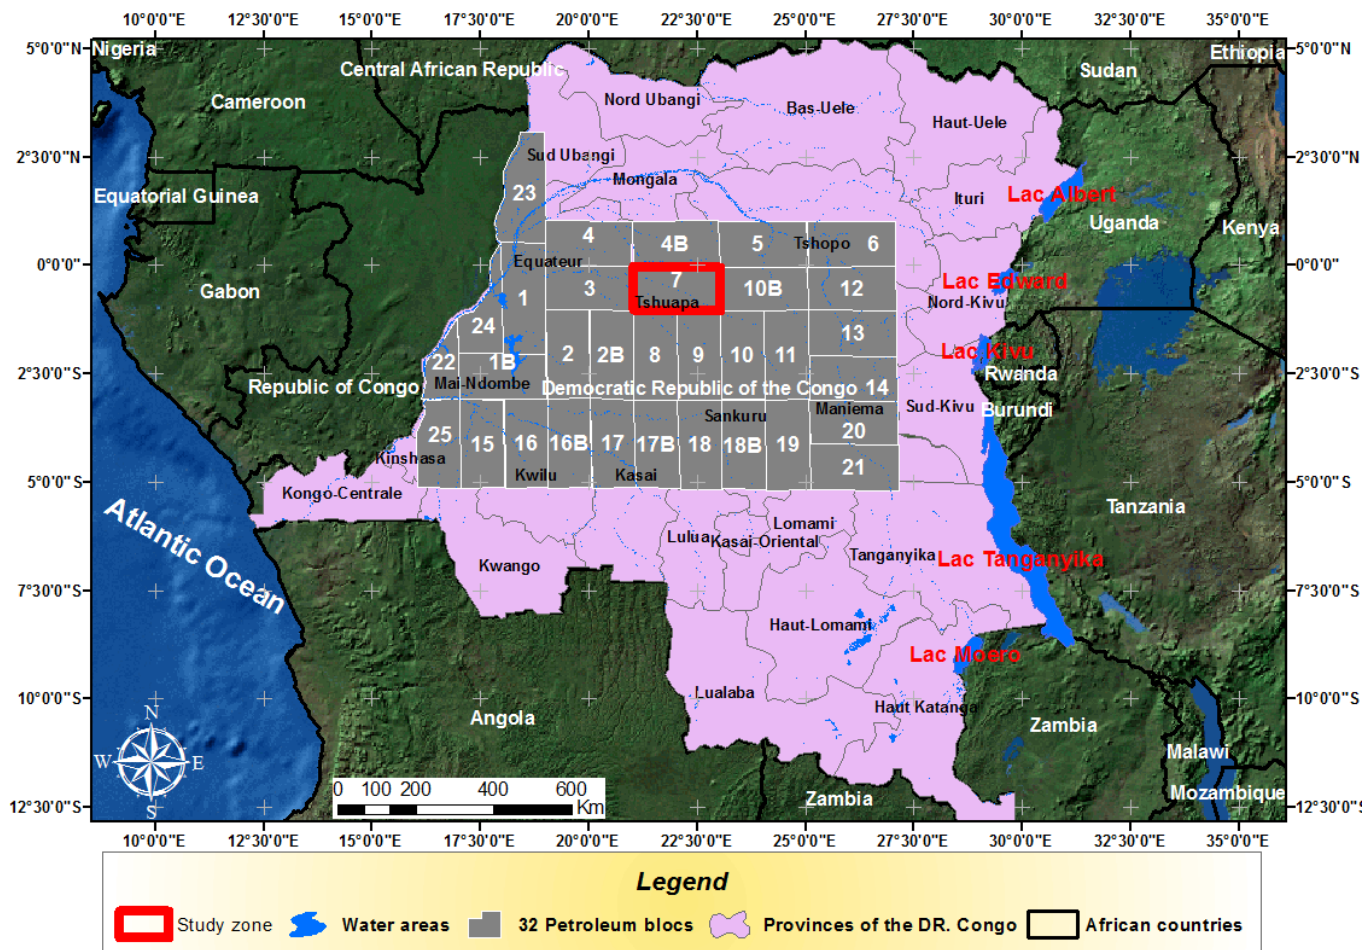 10°0'0"E 12°30'0"E 15°0'0"E 17°30'0"E 20°0'0"E 22°30'0"E 25°0'0"E 27°30'0"E 30°0'0"E 32°30'0"E 35°0'0"E
5°0'0"N Nigeria Ethiopia 5°0'0"N
Central African Republic Sudan
Cameroon Nord Ubangi Bas-Uele
Haut-Uele
2°30'0"N Sud Ubangi 2°30'0"N
Mongala
Equatorial Guinea 23 Ituri Lac Albert
Uganda Kenya
4 4B 5 Tshopo 6
0°0'0" Equateur 0°0'0"
Gabon 1 3 7 10B 12 Lac Edward
Tshuapa Nord-Kivu
24 13
22 1B 2 2B 8 9 10 11 Lac Kivu
2°30'0"S Rwanda 2°30'0"S
Republic of Congo Mai-Ndombe Democratic Republic of the Congo 14
Sankuru Maniema Sud-Kivu Burundi
25 15 16 16B 17 17B 18 18B 19 20
Kinshasa 21
Kwilu Kasai
5°0'0"S Kongo-Centrale 5°0'0"S
Tanzania
Atlantic Ocean
Lomami
Lulua Kasai-Oriental Tanganyika
Kwango Lac Tanganyika
7°30'0"S 7°30'0"S
Haut-Lomami
Lac Moero
10°0'0"S Lualaba Haut Katanga 10°0'0"S
Angola Zambia
N
W E
S
Malawi
0 100 200 400 600
Km
Zambia Mozambique
12°30'0"S 12°30'0"S
10°0'0"E 12°30'0"E 15°0'0"E 17°30'0"E 20°0'0"E 22°30'0"E 25°0'0"E 27°30'0"E 30°0'0"E 32°30'0"E 35°0'0"E
Legend
Study zone Water areas 32 Petroleum blocs Provinces of the DR. Congo African countries